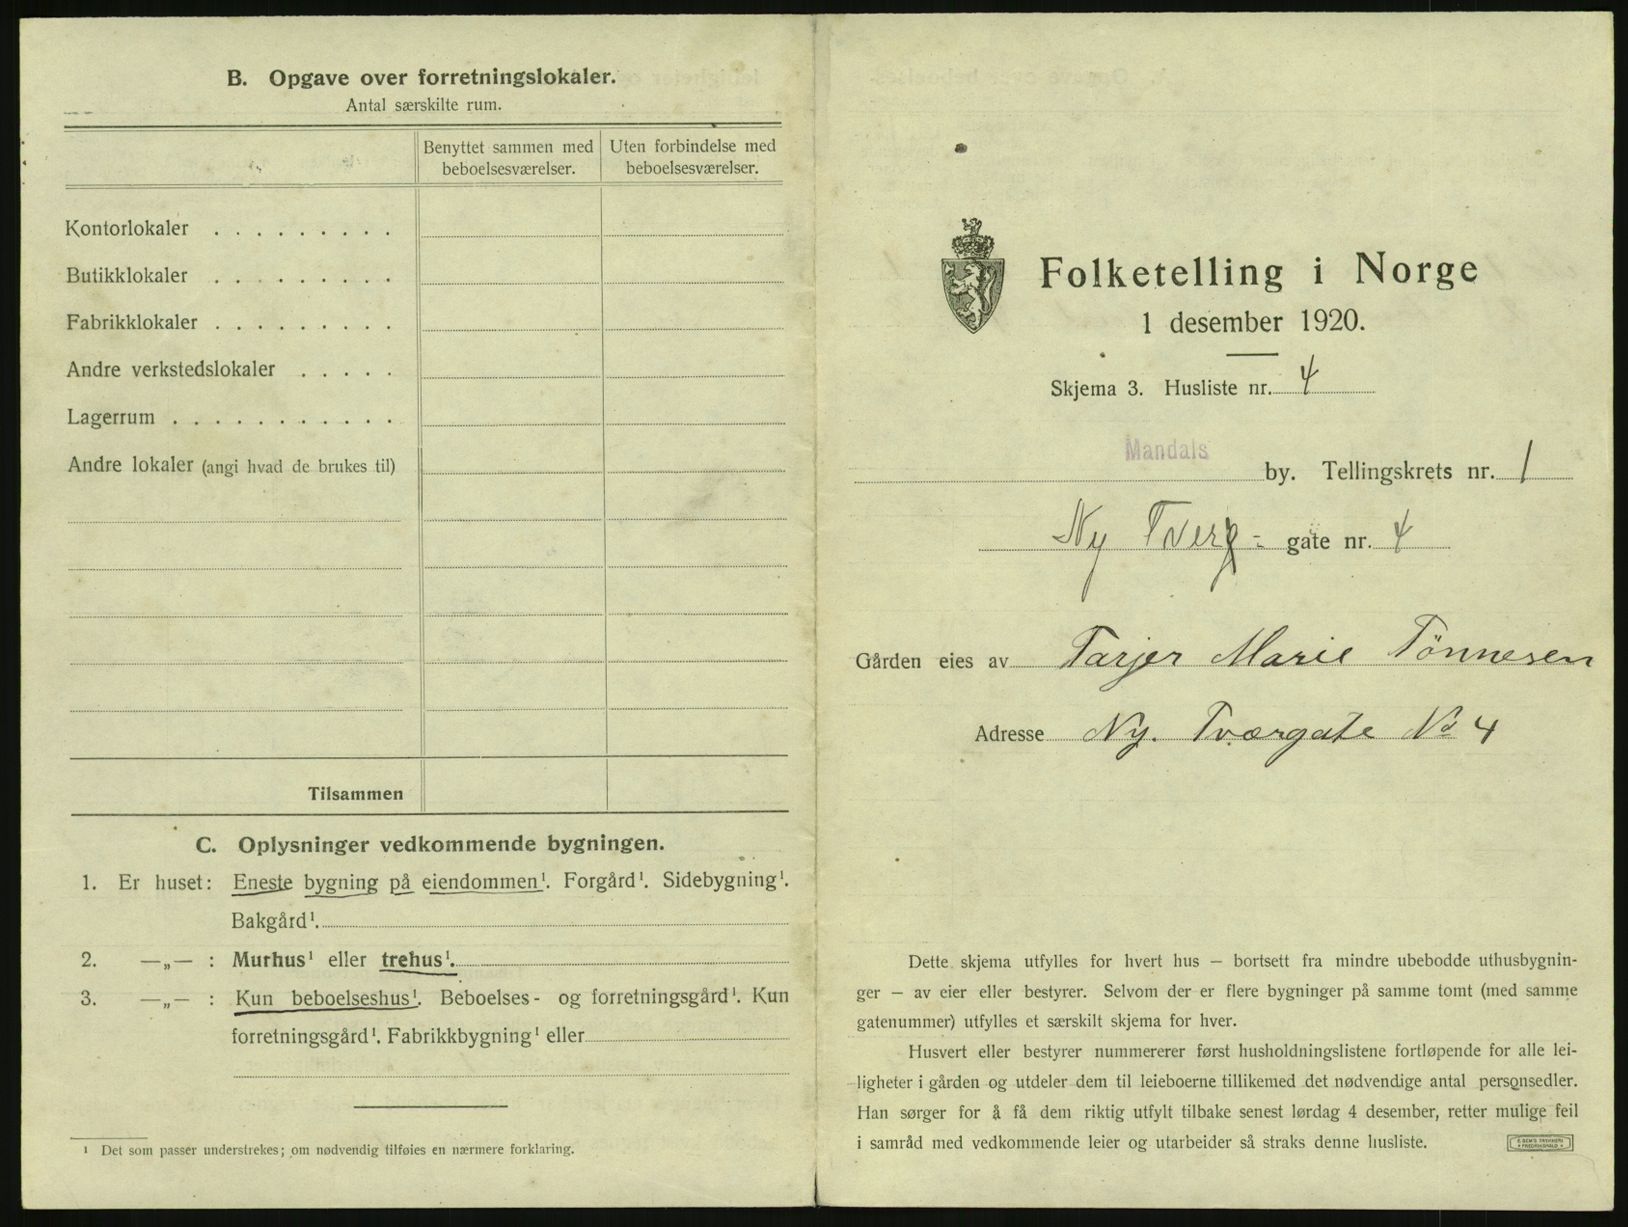 B. Opgave over forretningslokaler.
Antal særskilte rum.
Benyttet sammen med beboelsesværelser.
Uten forbindelse med beboelsesværelser.
Kontorlokaler . . . . . . . . .
Butikklokaler . . . . . . . . .
Fabrikklokaler . . . . . . . . .
Andre verkstedslokaler . . . . .
Lagerrum . . . . . . . . . . .
Andre lokaler (angi hvad de brukes til)
Tilsammen
C. Oplysninger vedkommende bygningen.
1. Er huset: Eneste bygning på eiendommen¹. Forgård¹. Sidebygning¹.
Bakgård¹.
2. —„— : Murhus¹ eller trehus¹.
3. —„— : Kun beboelseshus¹. Beboelses- og forretningsgård¹. Kun
forretningsgård¹. Fabrikkbygning¹ eller
¹ Det som passer understrekes; om nødvendig tilføies en nærmere forklaring.
Folketelling i Norge
1 desember 1920.
Skjema 3. Husliste nr. 4
Mandals by. Tellingskrets nr. 1
Ny Tverg- gate nr. 4
Gården eies av Tarjer Marie Tönnesen
Adresse Ny. Tværgate No 4
Dette skjema utfylles for hvert hus — bortsett fra mindre ubebodde uthusbygnin-
ger — av eier eller bestyrer. Selvom der er flere bygninger på samme tomt (med samme
gatenummer) utfylles et særskilt skjema for hver.
Husvert eller bestyrer nummererer først husholdningslistene fortløpende for alle lei-
ligheter i gården og utdeler dem til leieboerne tillikemed det nødvendige antal personsedler.
Han sørger for å få dem riktig utfylt tilbake senest lørdag 4 desember, retter mulige feil
i samråd med vedkommende leier og utarbeider så straks denne husliste.